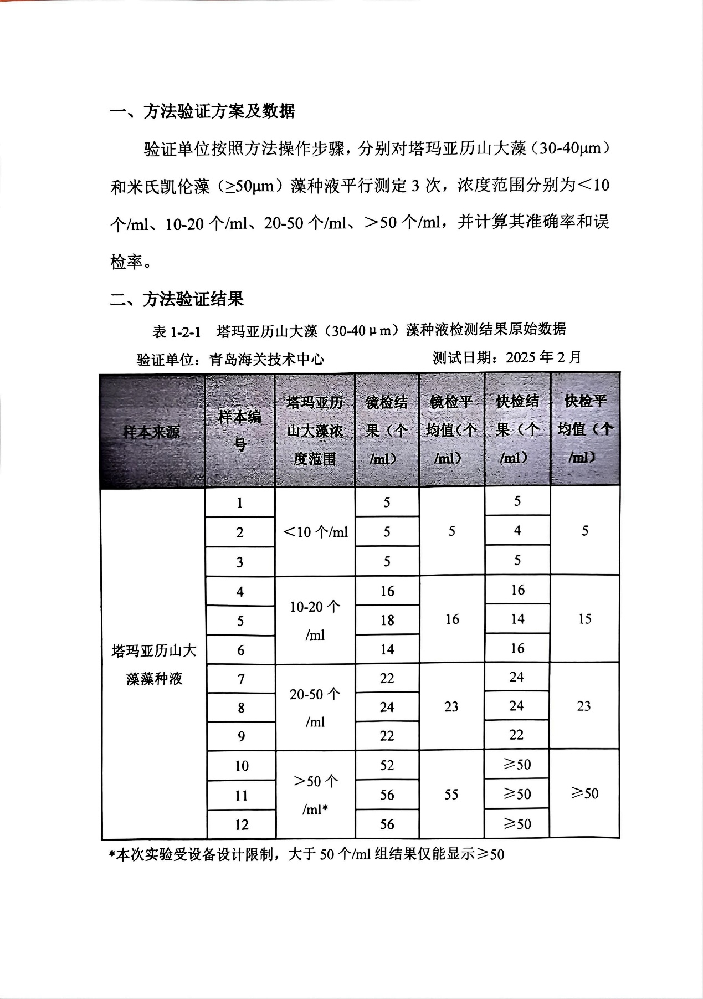 一、方法验证方案及数据
验证单位按照方法操作步骤，分别对塔玛亚历山大藻（30-40μm）
和米氏凯伦藻（≥50μm）藻种液平行测定 3 次，浓度范围分别为＜10
个/ml、10-20 个/ml、20-50 个/ml、＞50 个/ml，并计算其准确率和误
检率。
二、方法验证结果
表 1-2-1 塔玛亚历山大藻（30-40μm）藻种液检测结果原始数据
验证单位：青岛海关技术中心 测试日期：2025 年 2 月
样本来源 样本编号 塔玛亚历山大藻浓度范围 镜检结果（个/ml） 镜检平均值（个/ml） 快检结果（个/ml） 快检平均值（个/ml）
塔玛亚历山大藻藻种液
1 ＜10 个/ml 5 5 5 5
2 5 4
3 5 5
4 10-20 个/ml 16 16 16 15
5 18 14
6 14 16
7 20-50 个/ml 22 23 24 23
8 24 24
9 22 22
10 ＞50 个/ml* 52 55 ≥50 ≥50
11 56 ≥50
12 56 ≥50
*本次实验受设备设计限制，大于 50 个/ml 组结果仅能显示≥50